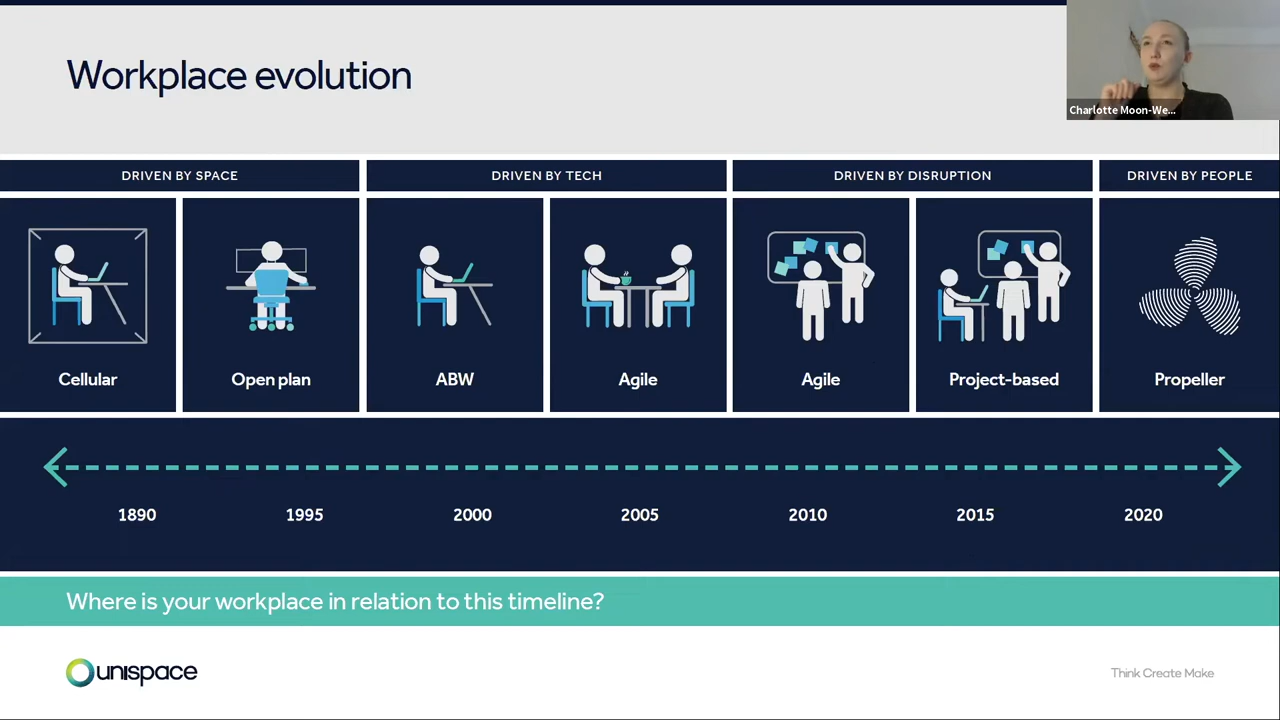 Workplace evolution
Charlotte Moon-We...
DRIVEN BY SPACE
DRIVEN BY TECH
DRIVEN BY DISRUPTION
DRIVEN BY PEOPLE
Cellular
Open plan
ABW
Agile
Agile
Project-based
Propeller
1890
1995
2000
2005
2010
2015
2020
Where is your workplace in relation to this timeline?
unispace
Think Create Make